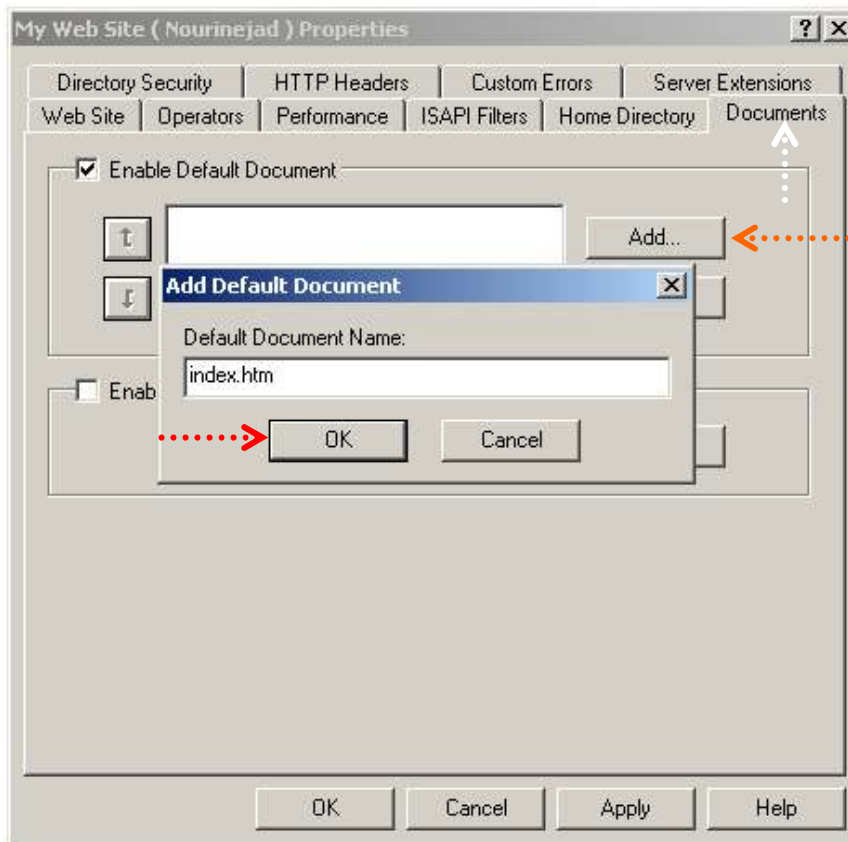 My Web Site ( Nourinejad ) Properties
Directory Security HTTP Headers Custom Errors Server Extensions
Web Site Operators Performance ISAPI Filters Home Directory Documents
Enable Default Document
Add...
Add Default Document
Default Document Name:
index.htm
Enab
OK Cancel
OK Cancel Apply Help